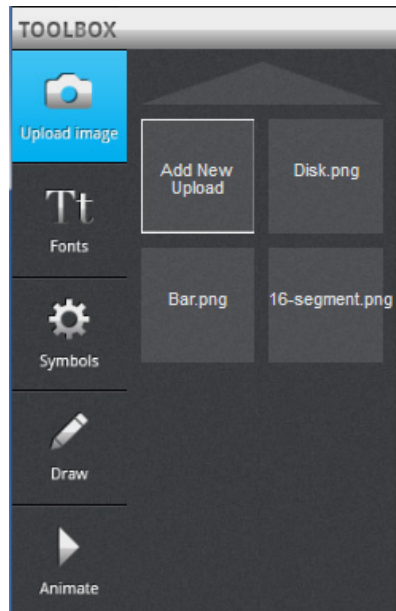 TOOLBOX
Upload image
Tt
Fonts
Symbols
Draw
Animate
Add New
Upload
Disk.png
Bar.png
16-segment.png